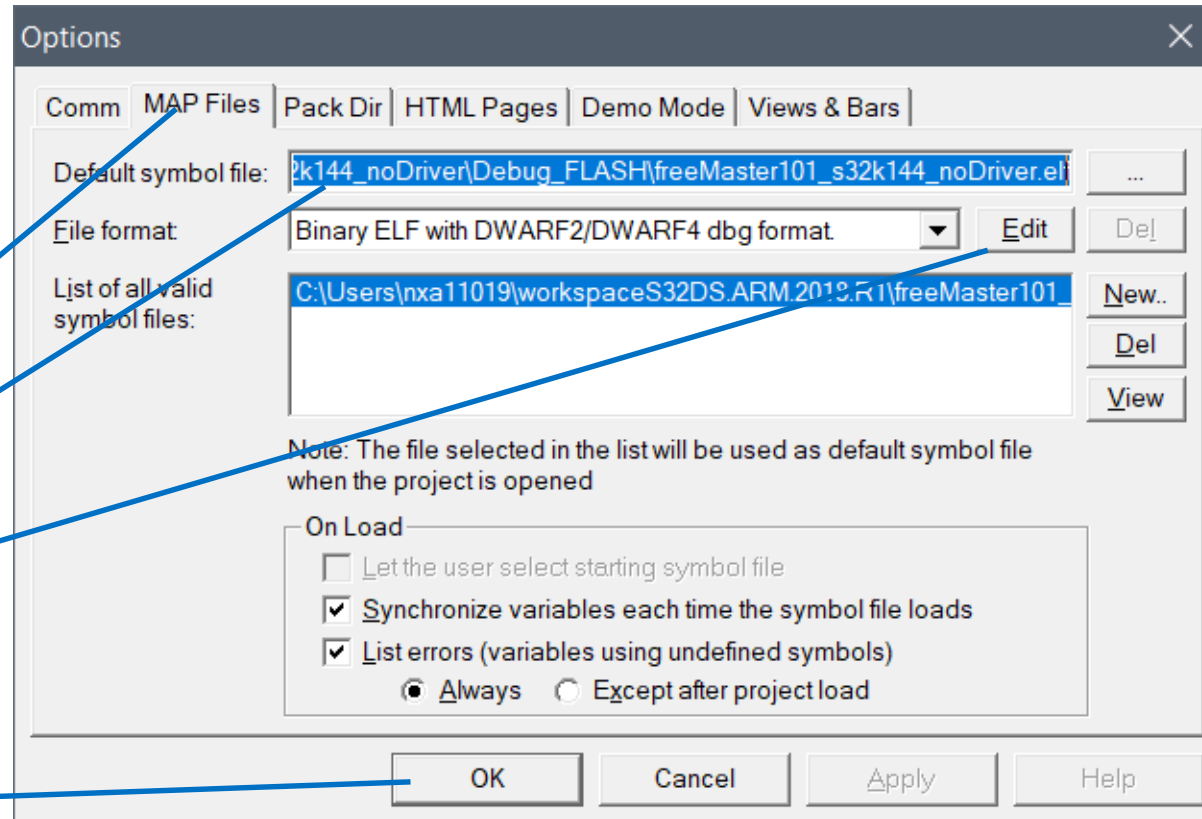 Options
Comm MAP Files Pack Dir HTML Pages Demo Mode Views & Bars
Default symbol file: 2k144_noDriver\Debug_FLASH\freeMaster101_s32k144_noDriver.elf ...
File format: Binary ELF with DWARF2/DWARF4 dbg format. Edit Del
List of all valid symbol files: C:\Users\nxa11019\workspaceS32DS.ARM.2018.R1\freeMaster101_ New..
Del
View
Note: The file selected in the list will be used as default symbol file
when the project is opened
On Load
Let the user select starting symbol file
Synchronize variables each time the symbol file loads
List errors (variables using undefined symbols)
Always Except after project load
OK Cancel Apply Help